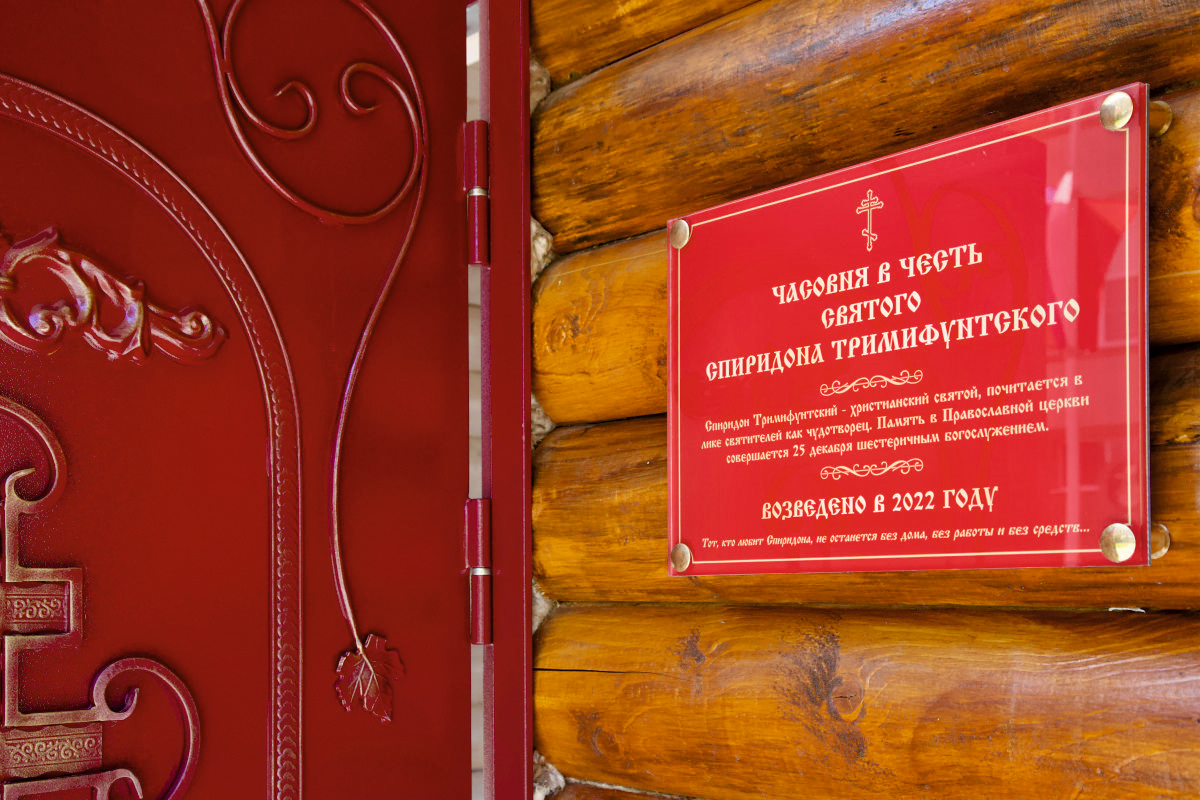 ЧАСОВНЯ В ЧЕСТЬ
СВЯТОГО
СПИРИДОНА ТРИМИФУНТСКОГО
Спиридон Тримифунтский - христианский святой, почитается в
лике святителей как чудотворец. Память в Православной церкви
совершается 25 декабря шестеричным богослужением.
ВОЗВЕДЕНО В 2022 ГОДУ
Тот, кто любит Спиридона, не останется без дома, без работы и без средств...